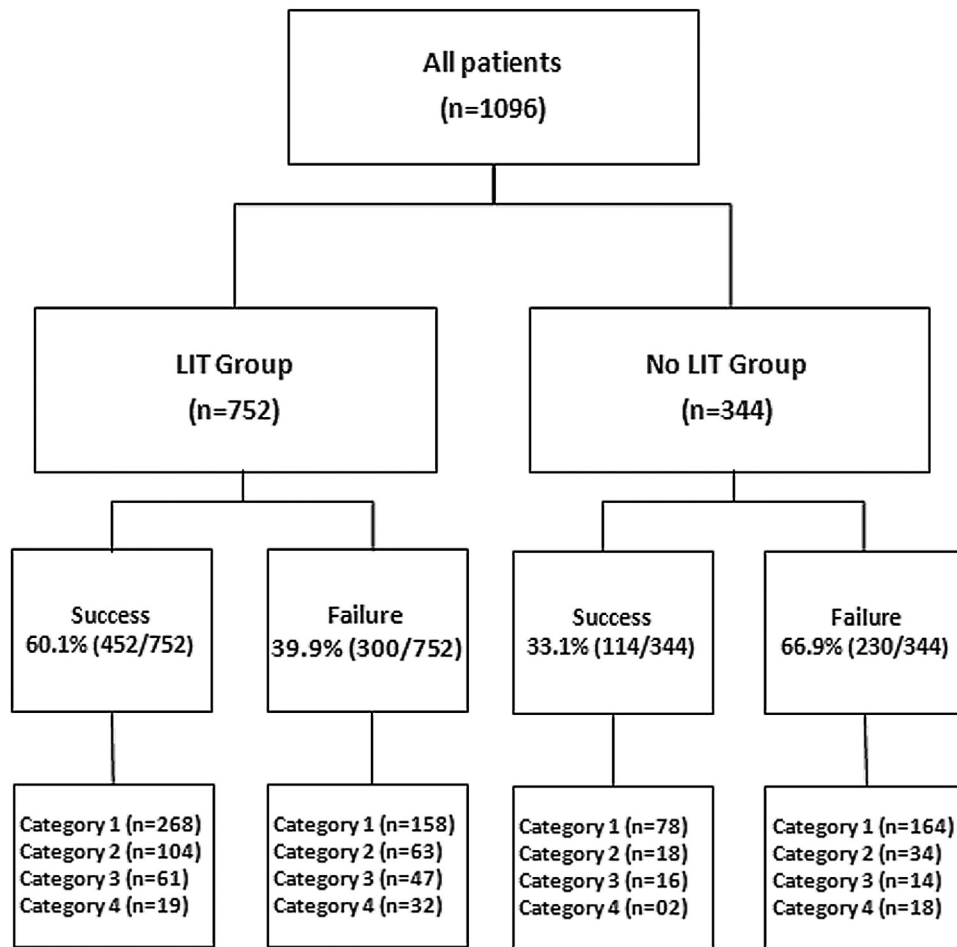 All patients
(n=1096)
LIT Group
(n=752)
No LIT Group
(n=344)
Success
60.1% (452/752)
Failure
39.9% (300/752)
Success
33.1% (114/344)
Failure
66.9% (230/344)
Category 1 (n=268)
Category 2 (n=104)
Category 3 (n=61)
Category 4 (n=19)
Category 1 (n=158)
Category 2 (n=63)
Category 3 (n=47)
Category 4 (n=32)
Category 1 (n=78)
Category 2 (n=18)
Category 3 (n=16)
Category 4 (n=02)
Category 1 (n=164)
Category 2 (n=34)
Category 3 (n=14)
Category 4 (n=18)